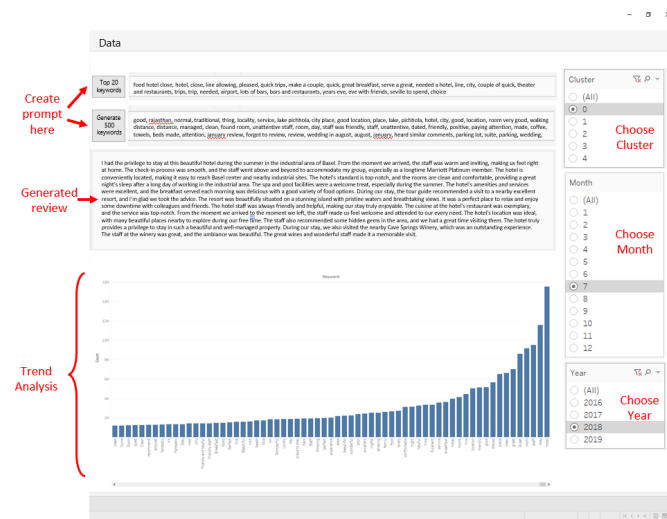 Data
Top 20
keywords
food hotel close, hotel, close, line allowing, pleased, quick trips, make a couple, quick, great breakfast, serve a great, needed a hotel, line, city, couple of quick, theater
and restaurants, trips, trip, needed, airport, lots of bars, bars and restaurants, years eve, eve with friends, seville to spend, choice
Create
prompt
here
Generate
500
keywords
good, rajasthan, normal, traditional, thing, locality, service, lake pichhola, city place, good location, place, lake, pichhola, hotel, city, good, location, room very good, walking
distance, distance, managed, clean, found room, unattentive staff, room, day, staff was friendly, staff, unattentive, dated, friendly, positive, paying attention, made, coffee,
towels, beds made, attention, january review, forgot to review, review, wedding in august, august, january, heard similar comments, parking lot, suite, parking, wedding,
Generated
review
I had the privilege to stay at this beautiful hotel during the summer in the industrial area of Basel. From the moment we arrived, the staff was warm and inviting, making us feel right
at home. The check-in process was smooth, and the staff went above and beyond to accommodate my group, especially as a longtime Marriott Platinum member. The hotel is
conveniently located, making it easy to reach Basel center and nearby industrial sites. The hotel's standard is top-notch, and the rooms are clean and comfortable, providing a great
night's sleep after a long day of working in the industrial area. The spa and pool facilities were a welcome treat, especially during the summer. The hotel's amenities and services
were excellent, and the breakfast served each morning was delicious with a good variety of food options. During our stay, the tour guide recommended a visit to a nearby excellent
resort, and I'm glad we took the advice. The resort was beautifully situated on a stunning island with pristine waters and breathtaking views. It was a perfect place to relax and enjoy
some downtime with colleagues and friends. The hotel staff was always friendly and helpful, making our stay truly enjoyable. The cuisine at the hotel's restaurant was exemplary,
and the service was top-notch. From the moment we arrived to the moment we left, the staff made us feel welcome and attended to our every need. The hotel's location was ideal,
with many beautiful places nearby to explore during our free time. The staff also recommended some hidden gems in the area, and we had a great time visiting them. The hotel truly
provides a privilege to stay in such a beautiful and well-managed property. During our stay, we also visited the nearby Cave Springs Winery, which was an outstanding experience.
The staff at the winery was great, and the ambiance was beautiful. The great wines and wonderful staff made it a memorable visit.
Trend
Analysis
Keyword
Count
Cluster
(All)
0
1
2
3
4
Choose
Cluster
Month
(All)
1
2
3
4
5
6
7
8
9
10
11
12
Choose
Month
Year
(All)
2016
2017
2018
2019
Choose
Year